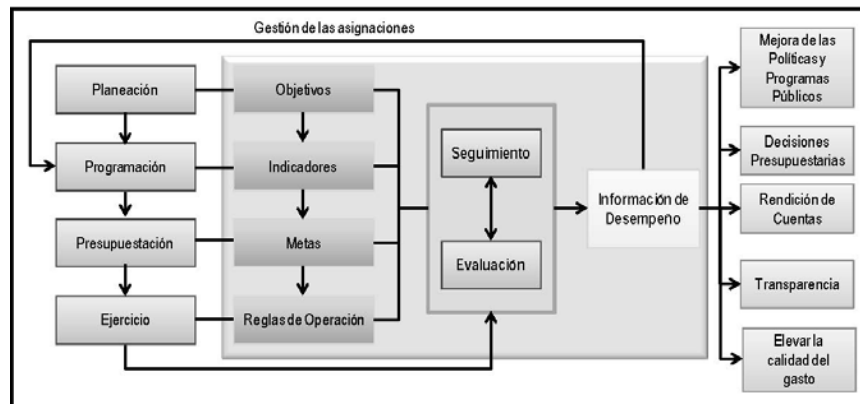 Gestión de las asignaciones
Planeación
Programación
Presupuestación
Ejercicio
Objetivos
Indicadores
Metas
Reglas de Operación
Seguimiento
Evaluación
Información de
Desempeño
Mejora de las
Políticas y
Programas
Públicos
Decisiones
Presupuestarias
Rendición de
Cuentas
Transparencia
Elevar la
calidad del
gasto